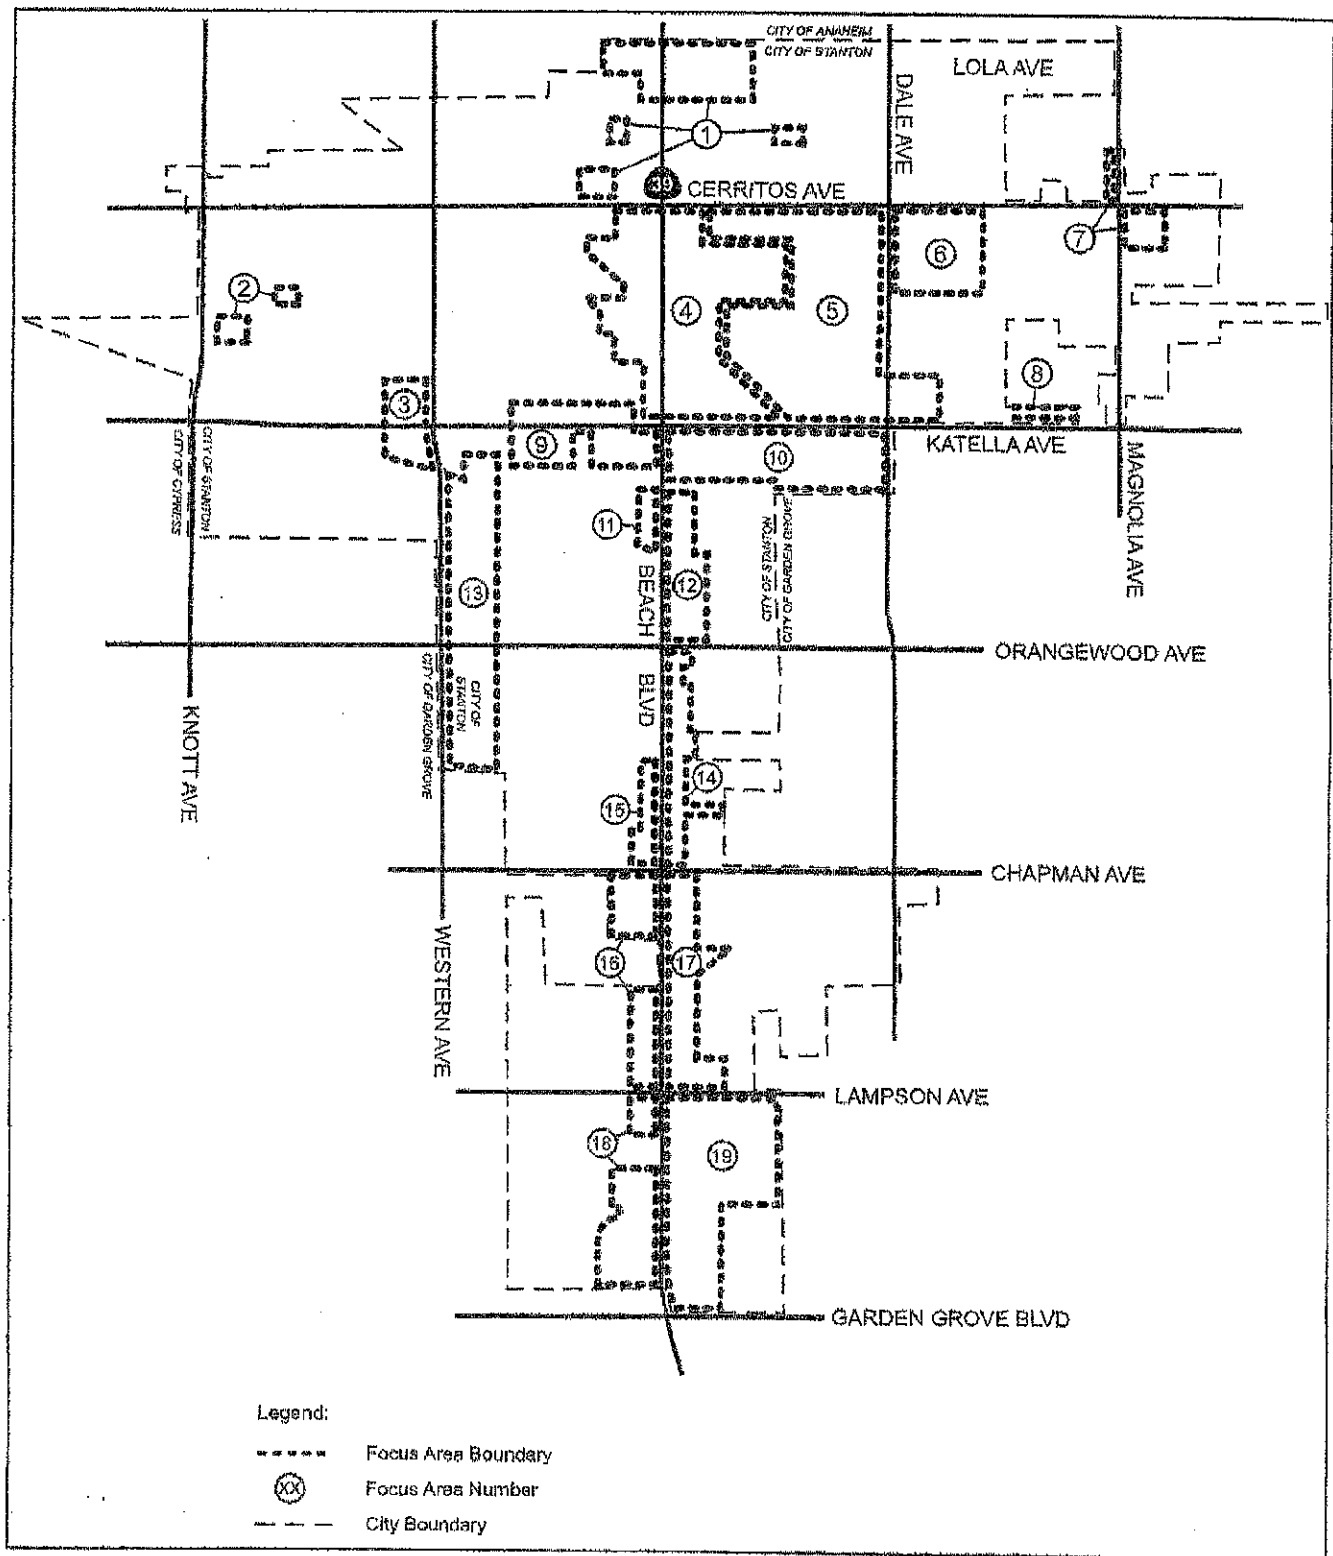 CITY OF ANAHEIM
CITY OF STANTON
LOLA AVE
DALE AVE
1
39
CERRITOS AVE
6
7
2
4
5
8
3
9
10
KATELLA AVE
CITY OF STANTON
CITY OF CYPRESS
MAGNOLIA AVE
11
12
13
CITY OF STANTON
CITY OF GARDEN GROVE
BEACH BLVD
ORANGEWOOD AVE
CITY OF GARDEN GROVE
CITY OF
STANTON
KNOTT AVE
14
15
CHAPMAN AVE
WESTERN AVE
16
17
LAMPSON AVE
18
19
GARDEN GROVE BLVD
Legend:
Focus Area Boundary
XX
Focus Area Number
City Boundary